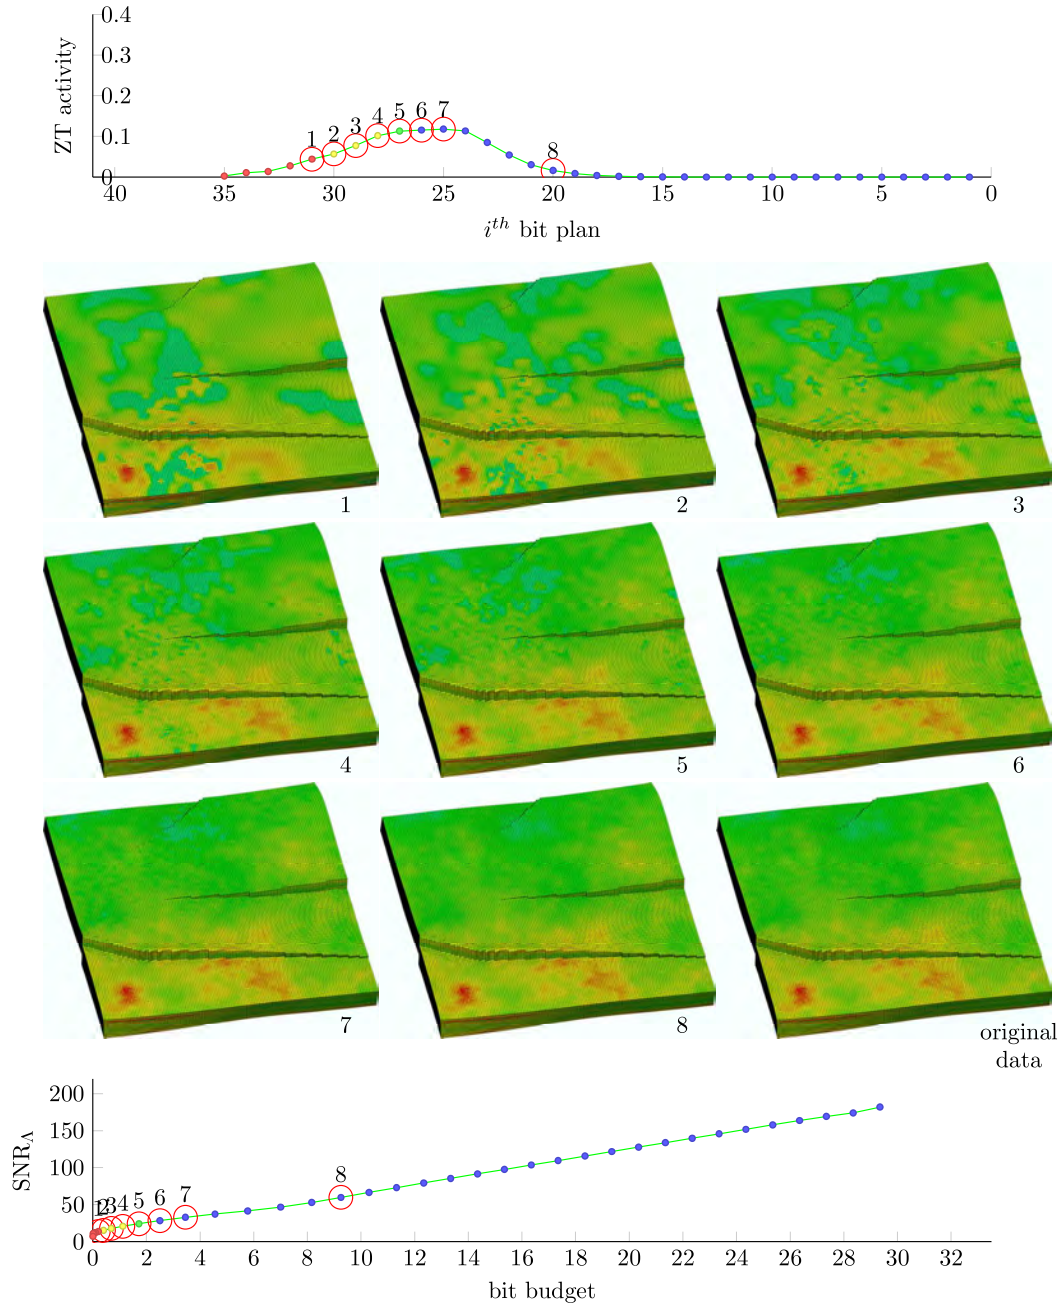 0.4
0.3
0.2
0.1
0
ZT activity
1 2 3 4 5 6 7 8
40 35 30 25 20 15 10 5 0
i^th bit plan
1 2 3
4 5 6
7 8 original
data
200
150
100
50
0
SNR_Λ
1 2 3 4 5 6 7 8
0 2 4 6 8 10 12 14 16 18 20 22 24 26 28 30 32
bit budget